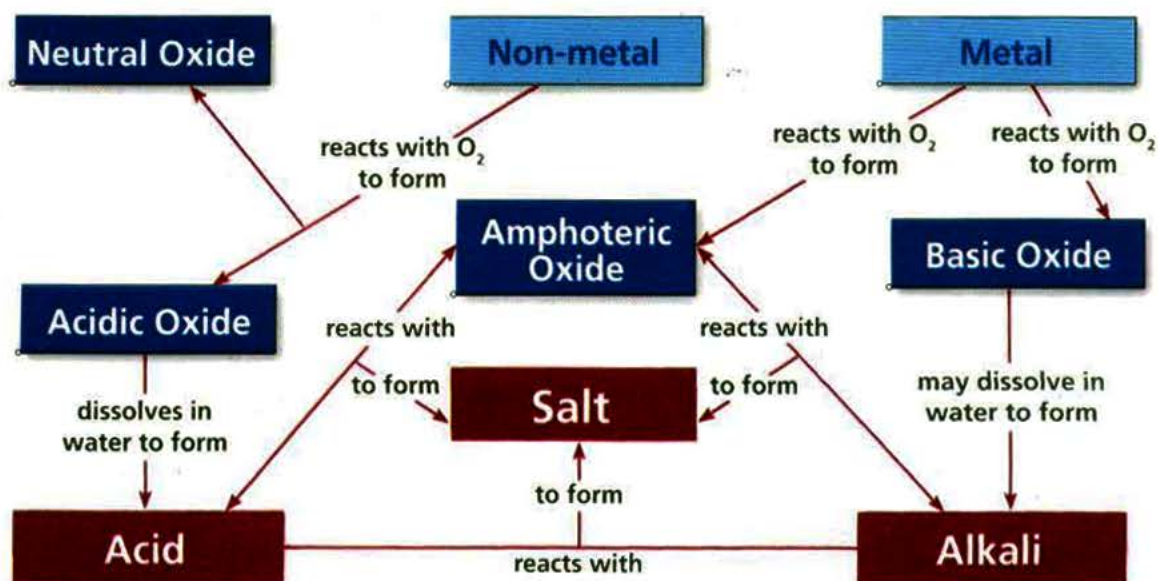 Neutral Oxide
Non-metal
Metal
reacts with O₂
to form
reacts with O₂
to form
reacts with O₂
to form
Amphoteric
Oxide
Basic Oxide
Acidic Oxide
reacts with
reacts with
to form
to form
Salt
dissolves in
water to form
may dissolve in
water to form
to form
Acid
reacts with
Alkali